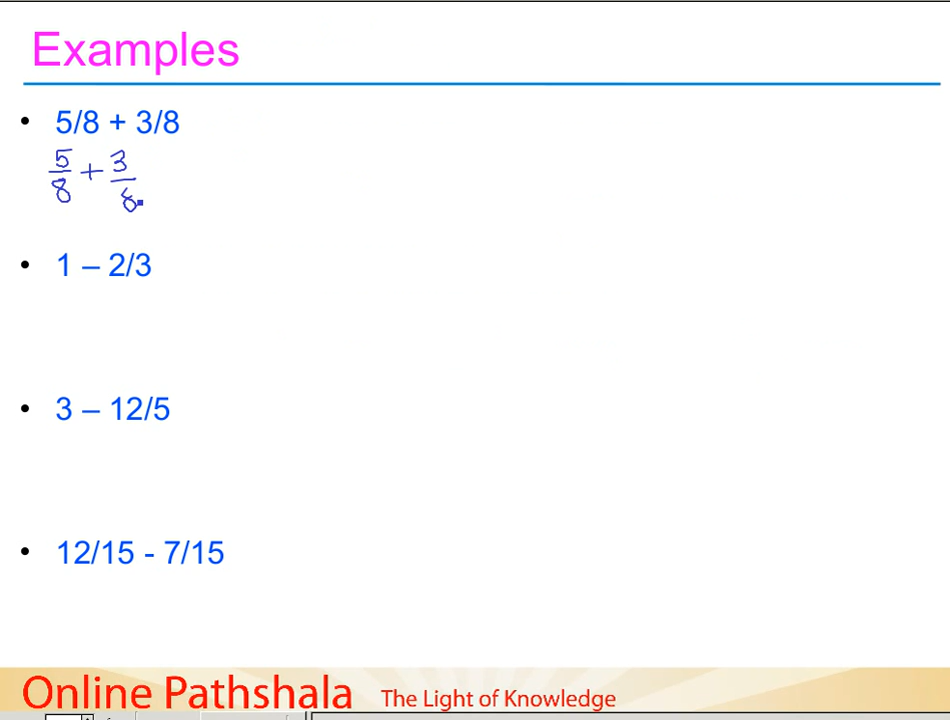 Examples
• 5/8 + 3/8
5/8 + 3/8
• 1 – 2/3
• 3 – 12/5
• 12/15 - 7/15
Online Pathshala The Light of Knowledge